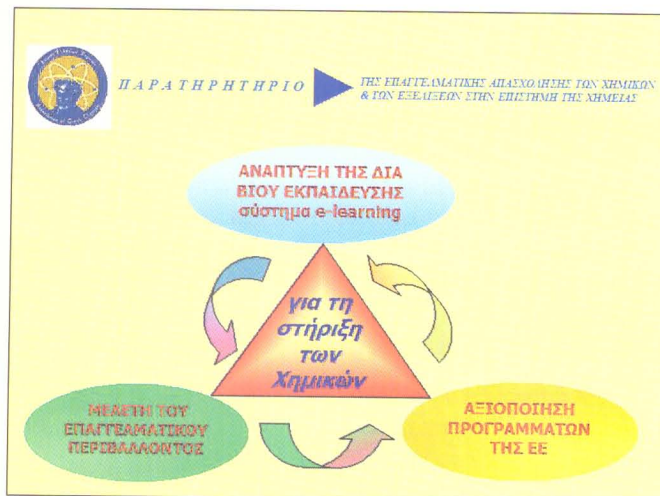 ΠΑΡΑΤΗΡΗΤΗΡΙΟ
ΤΗΣ ΕΠΑΓΓΕΛΜΑΤΙΚΗΣ ΑΠΑΣΧΟΛΗΣΗΣ ΤΩΝ ΧΗΜΙΚΩΝ
& ΤΩΝ ΕΞΕΛΙΞΕΩΝ ΣΤΗΝ ΕΠΙΣΤΗΜΗ ΤΗΣ ΧΗΜΕΙΑΣ
ΑΝΑΠΤΥΞΗ ΤΗΣ ΔΙΑ
ΒΙΟΥ ΕΚΠΑΙΔΕΥΣΗΣ
σύστημα e-learning
για τη
στήριξη
των
Χημικών
ΜΕΛΕΤΗ ΤΟΥ
ΕΠΑΓΓΕΛΜΑΤΙΚΟΥ
ΠΕΡΙΒΑΛΛΟΝΤΟΣ
ΑΞΙΟΠΟΙΗΣΗ
ΠΡΟΓΡΑΜΜΑΤΩΝ
ΤΗΣ ΕΕ